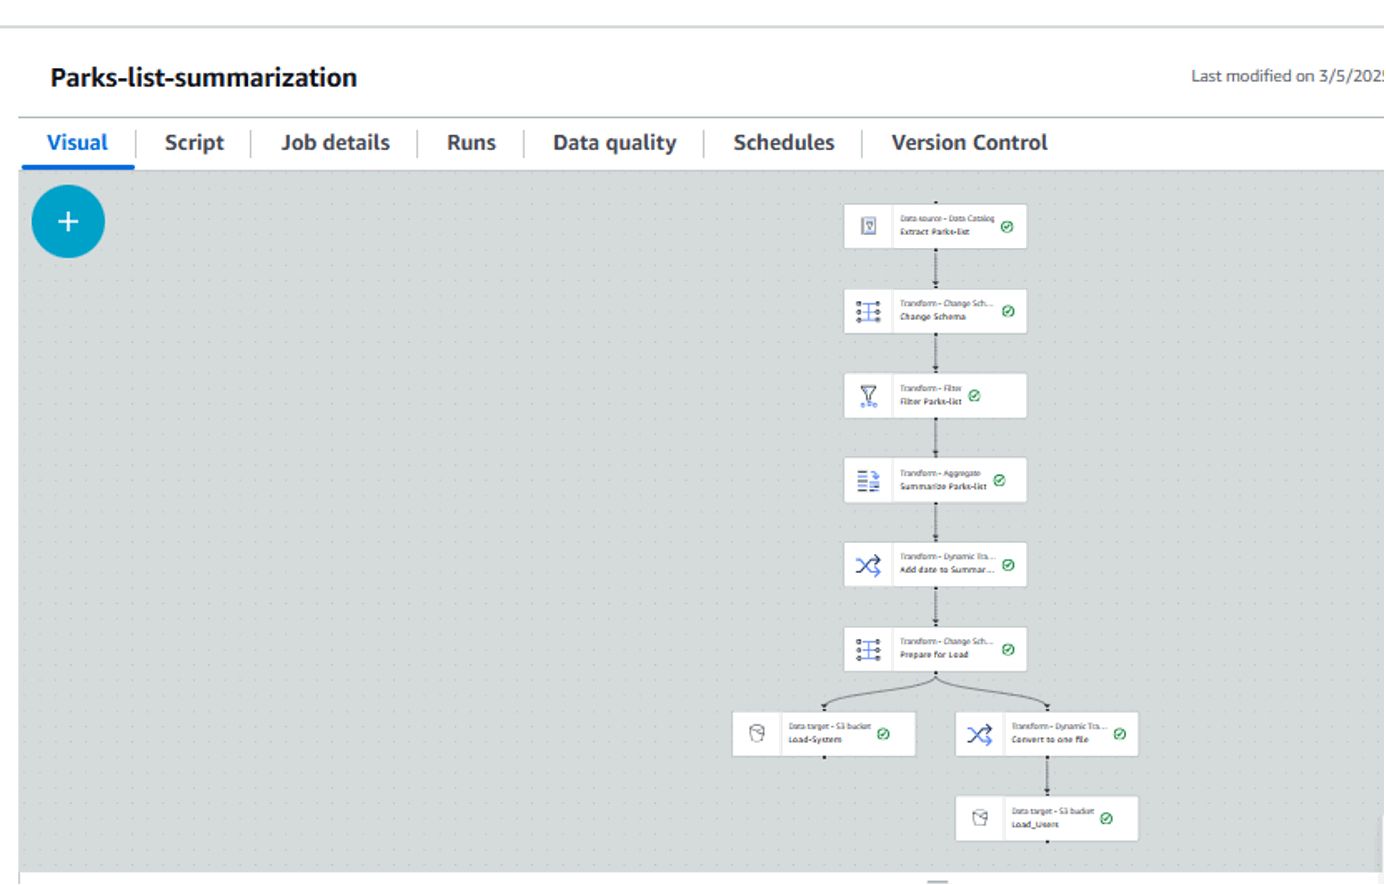 Parks-list-summarization
Last modified on 3/5/2025
Visual
Script
Job details
Runs
Data quality
Schedules
Version Control
+
Data source - Data Catalog
Extract Parks-list
Transform - Change Sch...
Change Schema
Transform - Filter
Filter Parks-list
Transform - Aggregate
Summarize Parks-list
Transform - Dynamic Tra...
Add date to Summar...
Transform - Change Sch...
Prepare for Load
Data target - S3 bucket
Load-System
Transform - Dynamic Tra...
Convert to one file
Data target - S3 bucket
Load_Users